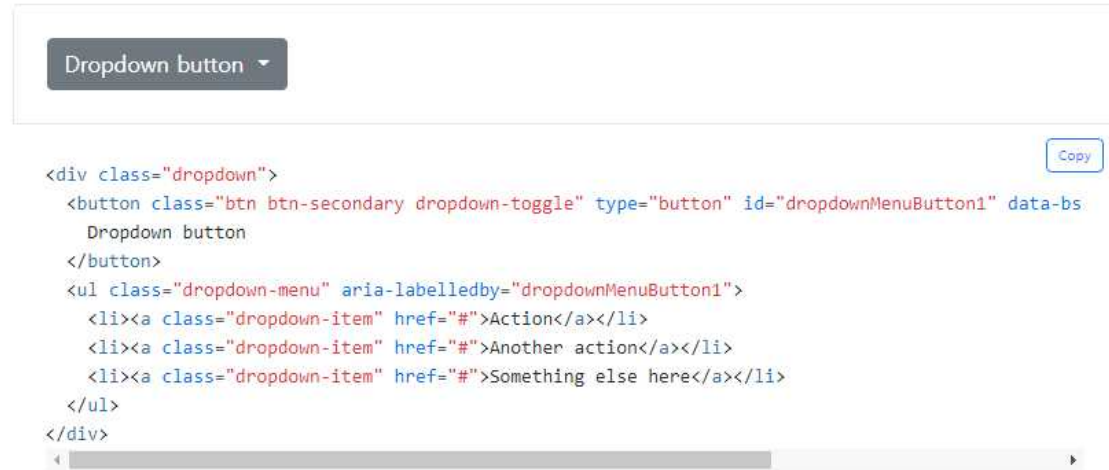 Dropdown button
Copy
<div class="dropdown">
  <button class="btn btn-secondary dropdown-toggle" type="button" id="dropdownMenuButton1" data-bs
    Dropdown button
  </button>
  <ul class="dropdown-menu" aria-labelledby="dropdownMenuButton1">
    <li><a class="dropdown-item" href="#">Action</a></li>
    <li><a class="dropdown-item" href="#">Another action</a></li>
    <li><a class="dropdown-item" href="#">Something else here</a></li>
  </ul>
</div>